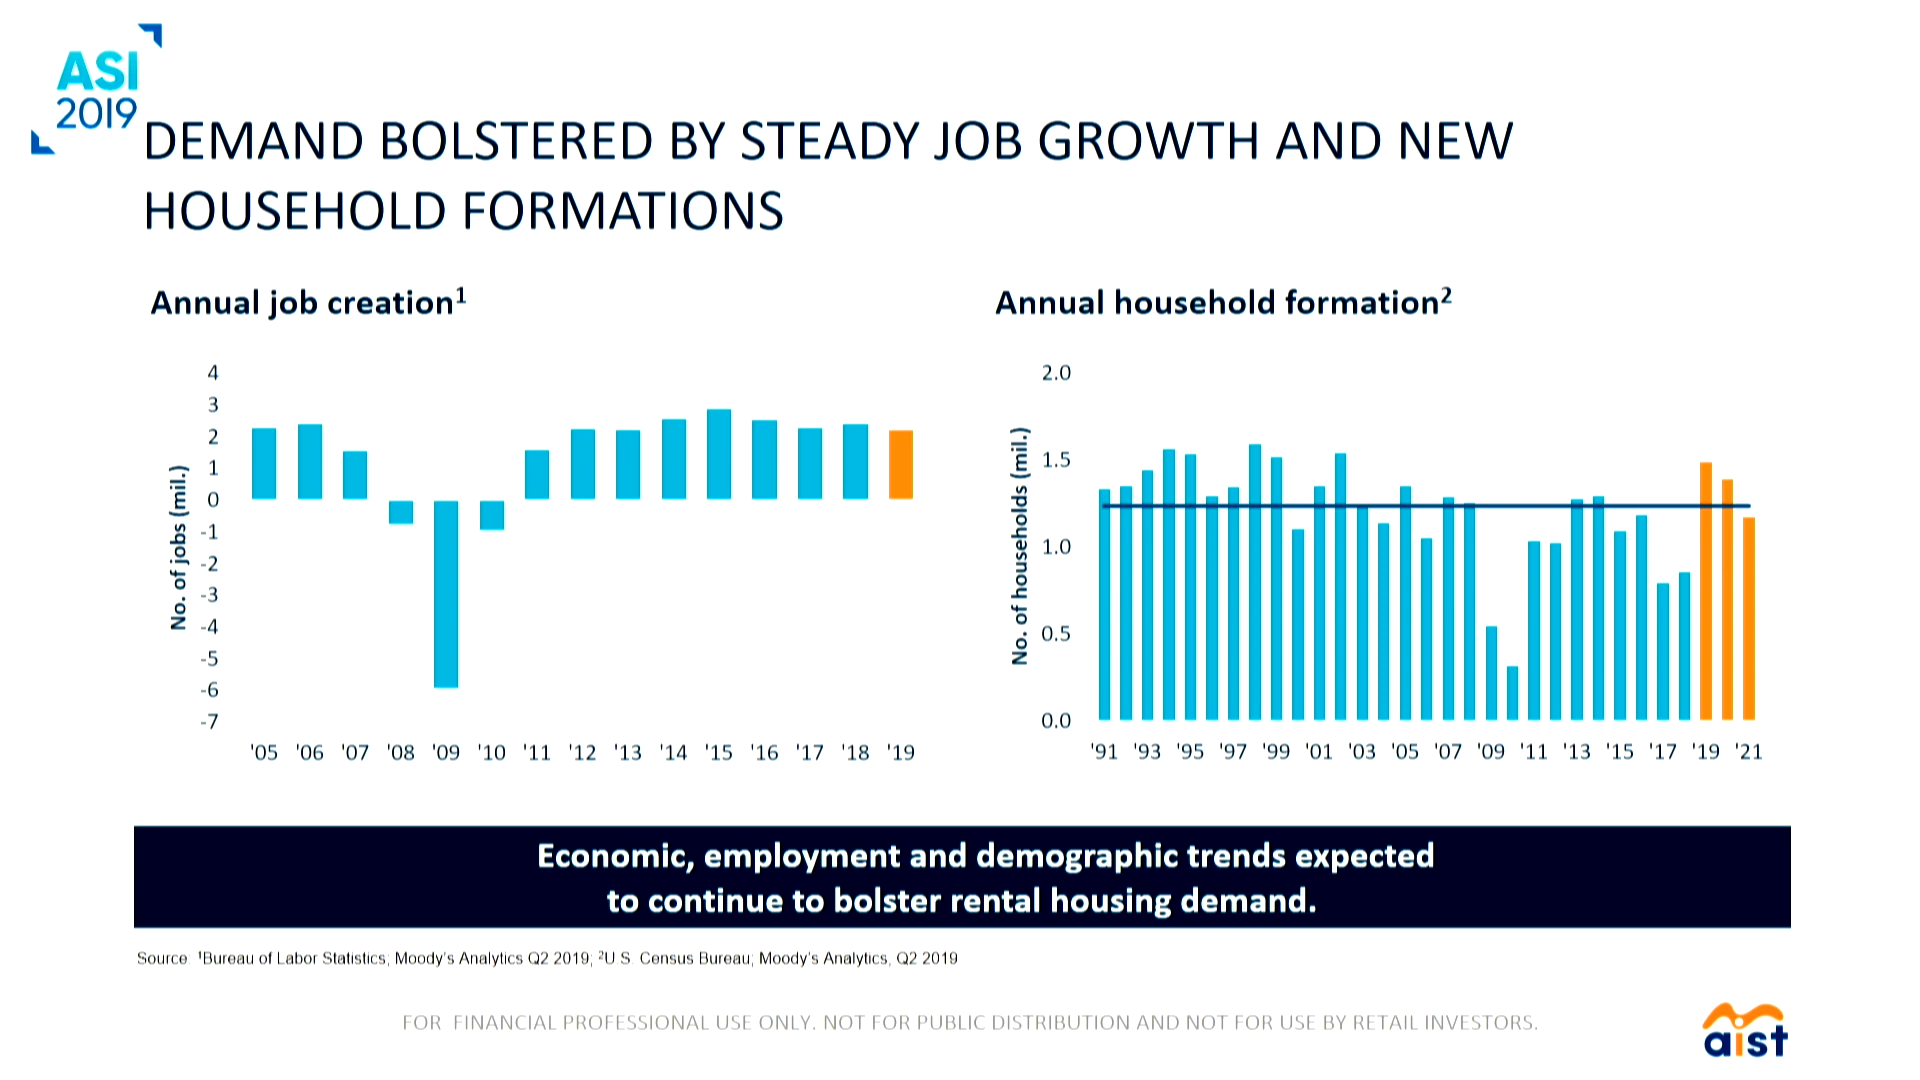 ASI
2019
DEMAND BOLSTERED BY STEADY JOB GROWTH AND NEW
HOUSEHOLD FORMATIONS
Annual job creation¹
No. of jobs (mil.)
4
3
2
1
0
-1
-2
-3
-4
-5
-6
-7
'05 '06 '07 '08 '09 '10 '11 '12 '13 '14 '15 '16 '17 '18 '19
Annual household formation²
No. of households (mil.)
2.0
1.5
1.0
0.5
0.0
'91 '93 '95 '97 '99 '01 '03 '05 '07 '09 '11 '13 '15 '17 '19 '21
Economic, employment and demographic trends expected
to continue to bolster rental housing demand.
Source: ¹Bureau of Labor Statistics; Moody's Analytics Q2 2019; ²U.S. Census Bureau; Moody's Analytics, Q2 2019
FOR FINANCIAL PROFESSIONAL USE ONLY. NOT FOR PUBLIC DISTRIBUTION AND NOT FOR USE BY RETAIL INVESTORS.
aist